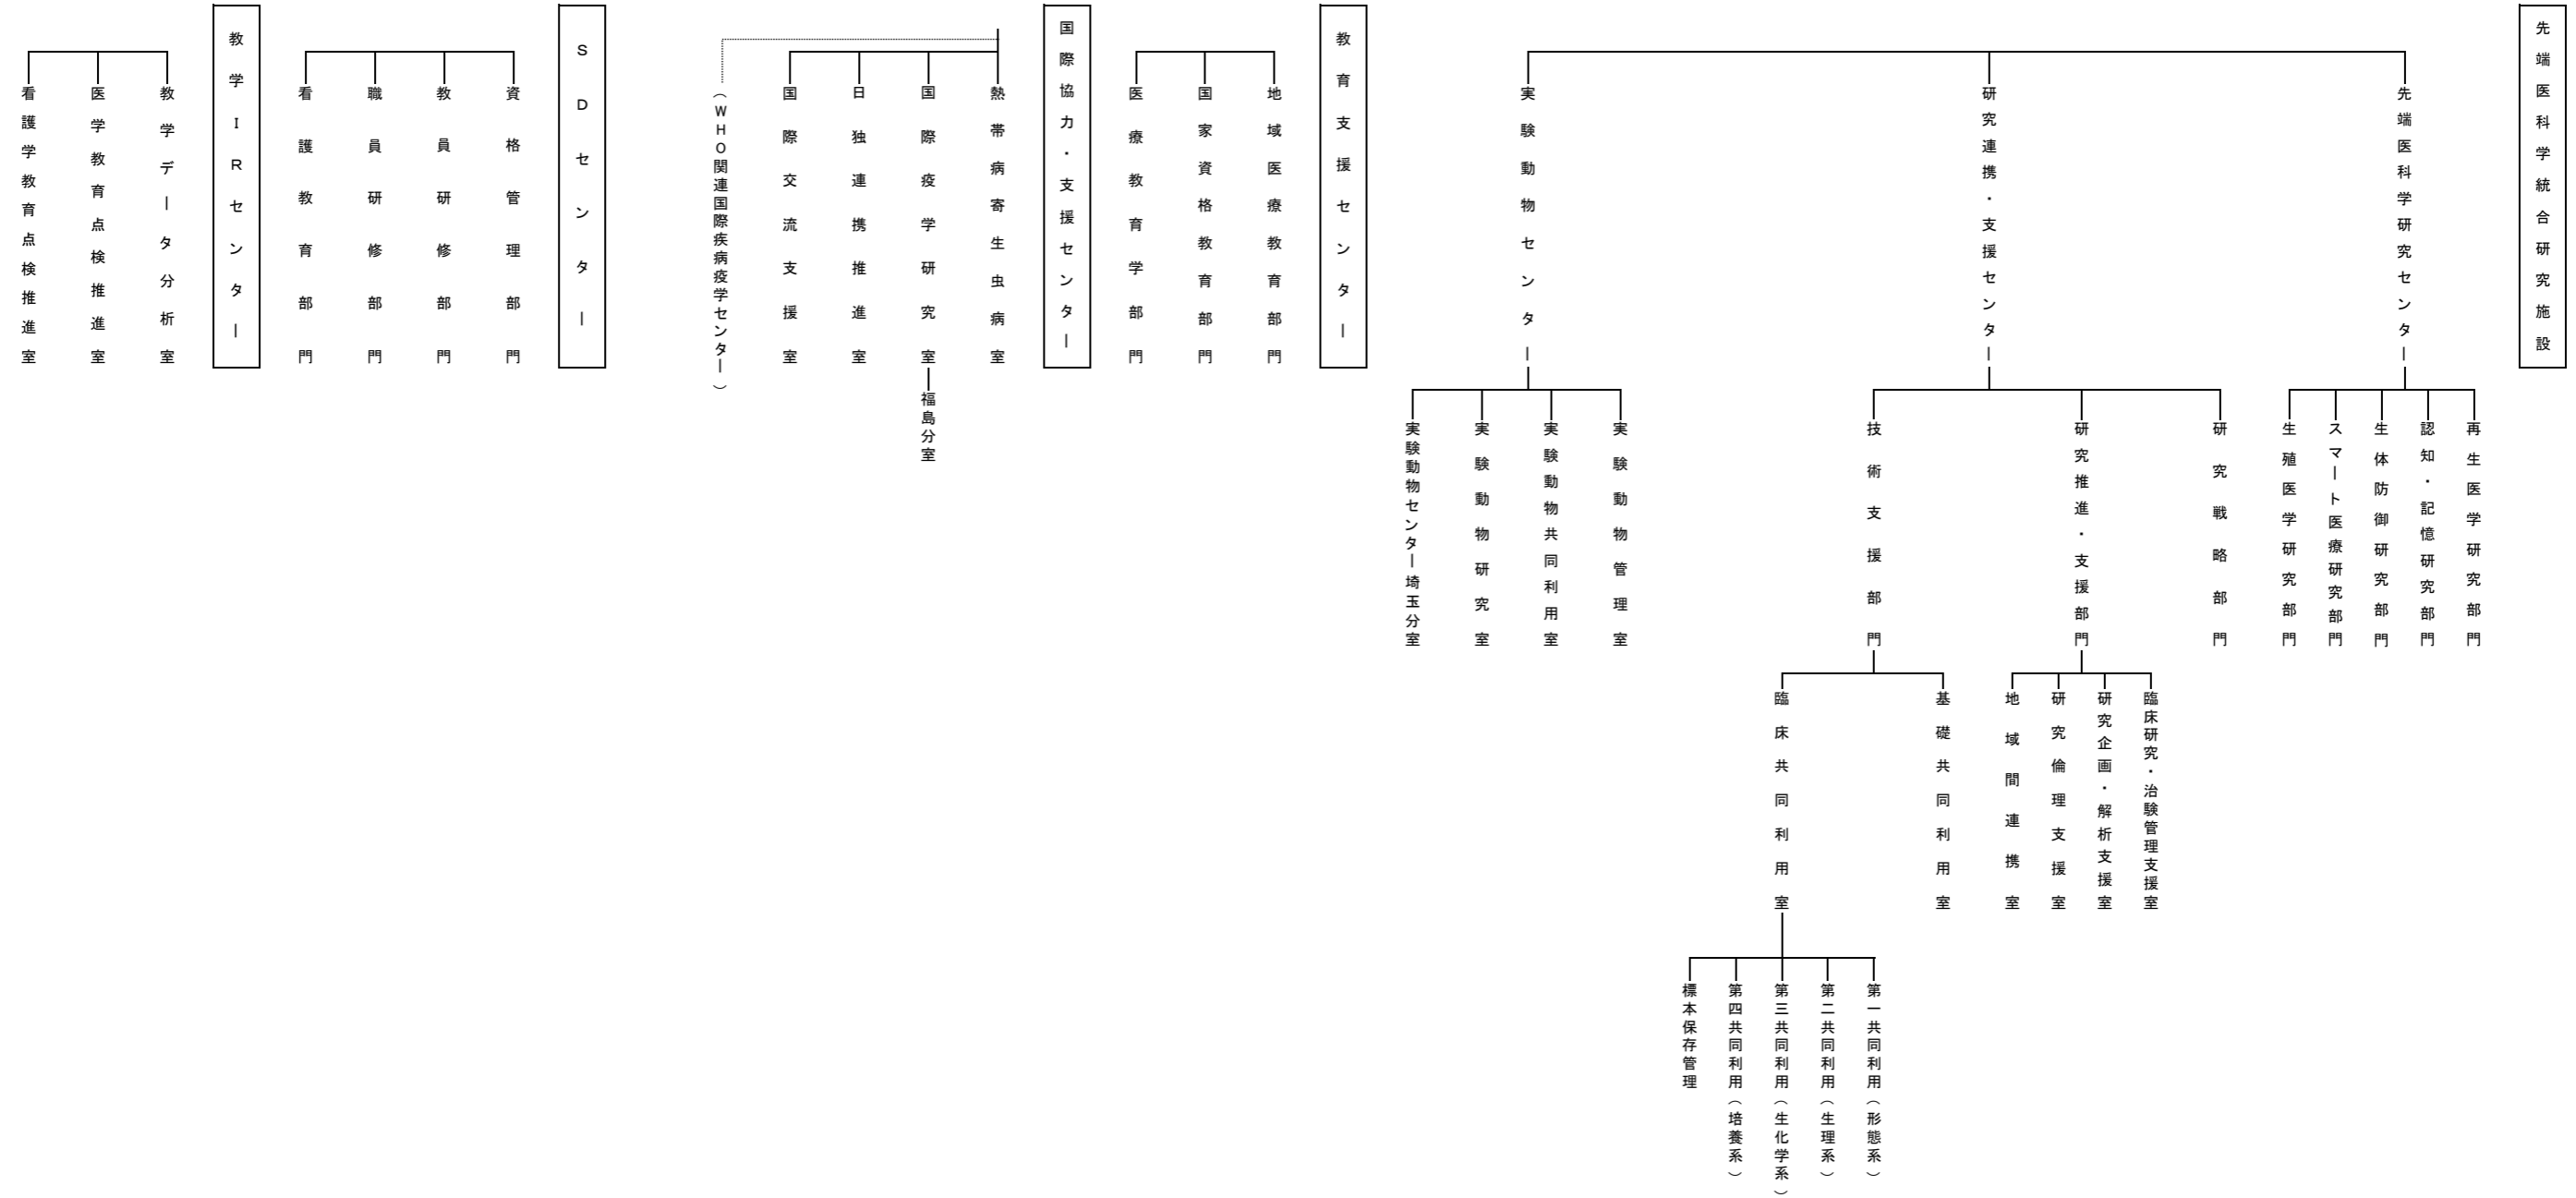 先端医科学統合研究施設
先端医科学研究センター
再生医学研究部門
認知・記憶研究部門
生体防御研究部門
スマート医療研究部門
生殖医学研究部門
研究連携・支援センター
研究戦略部門
研究推進・支援部門
臨床研究・治験管理支援室
研究企画・解析支援室
研究倫理支援室
地域間連携室
技術支援部門
基礎共同利用室
臨床共同利用室
第一共同利用（形態系）
第二共同利用（生理系）
第三共同利用（生化学系）
第四共同利用（培養系）
標本保存管理
実験動物センター
実験動物管理室
実験動物共同利用室
実験動物研究室
実験動物センター埼玉分室
教育支援センター
地域医療教育部門
国家資格教育部門
医療教育学部門
国際協力・支援センター
熱帯病寄生虫病室
国際疫学研究室
福島分室
日独連携推進室
国際交流支援室
（ＷＨＯ関連国際疾病疫学センター）
ＳＤセンター
資格管理部門
教員研修部門
職員研修部門
看護教育部門
教学ＩＲセンター
教学データ分析室
医学教育点検推進室
看護学教育点検推進室